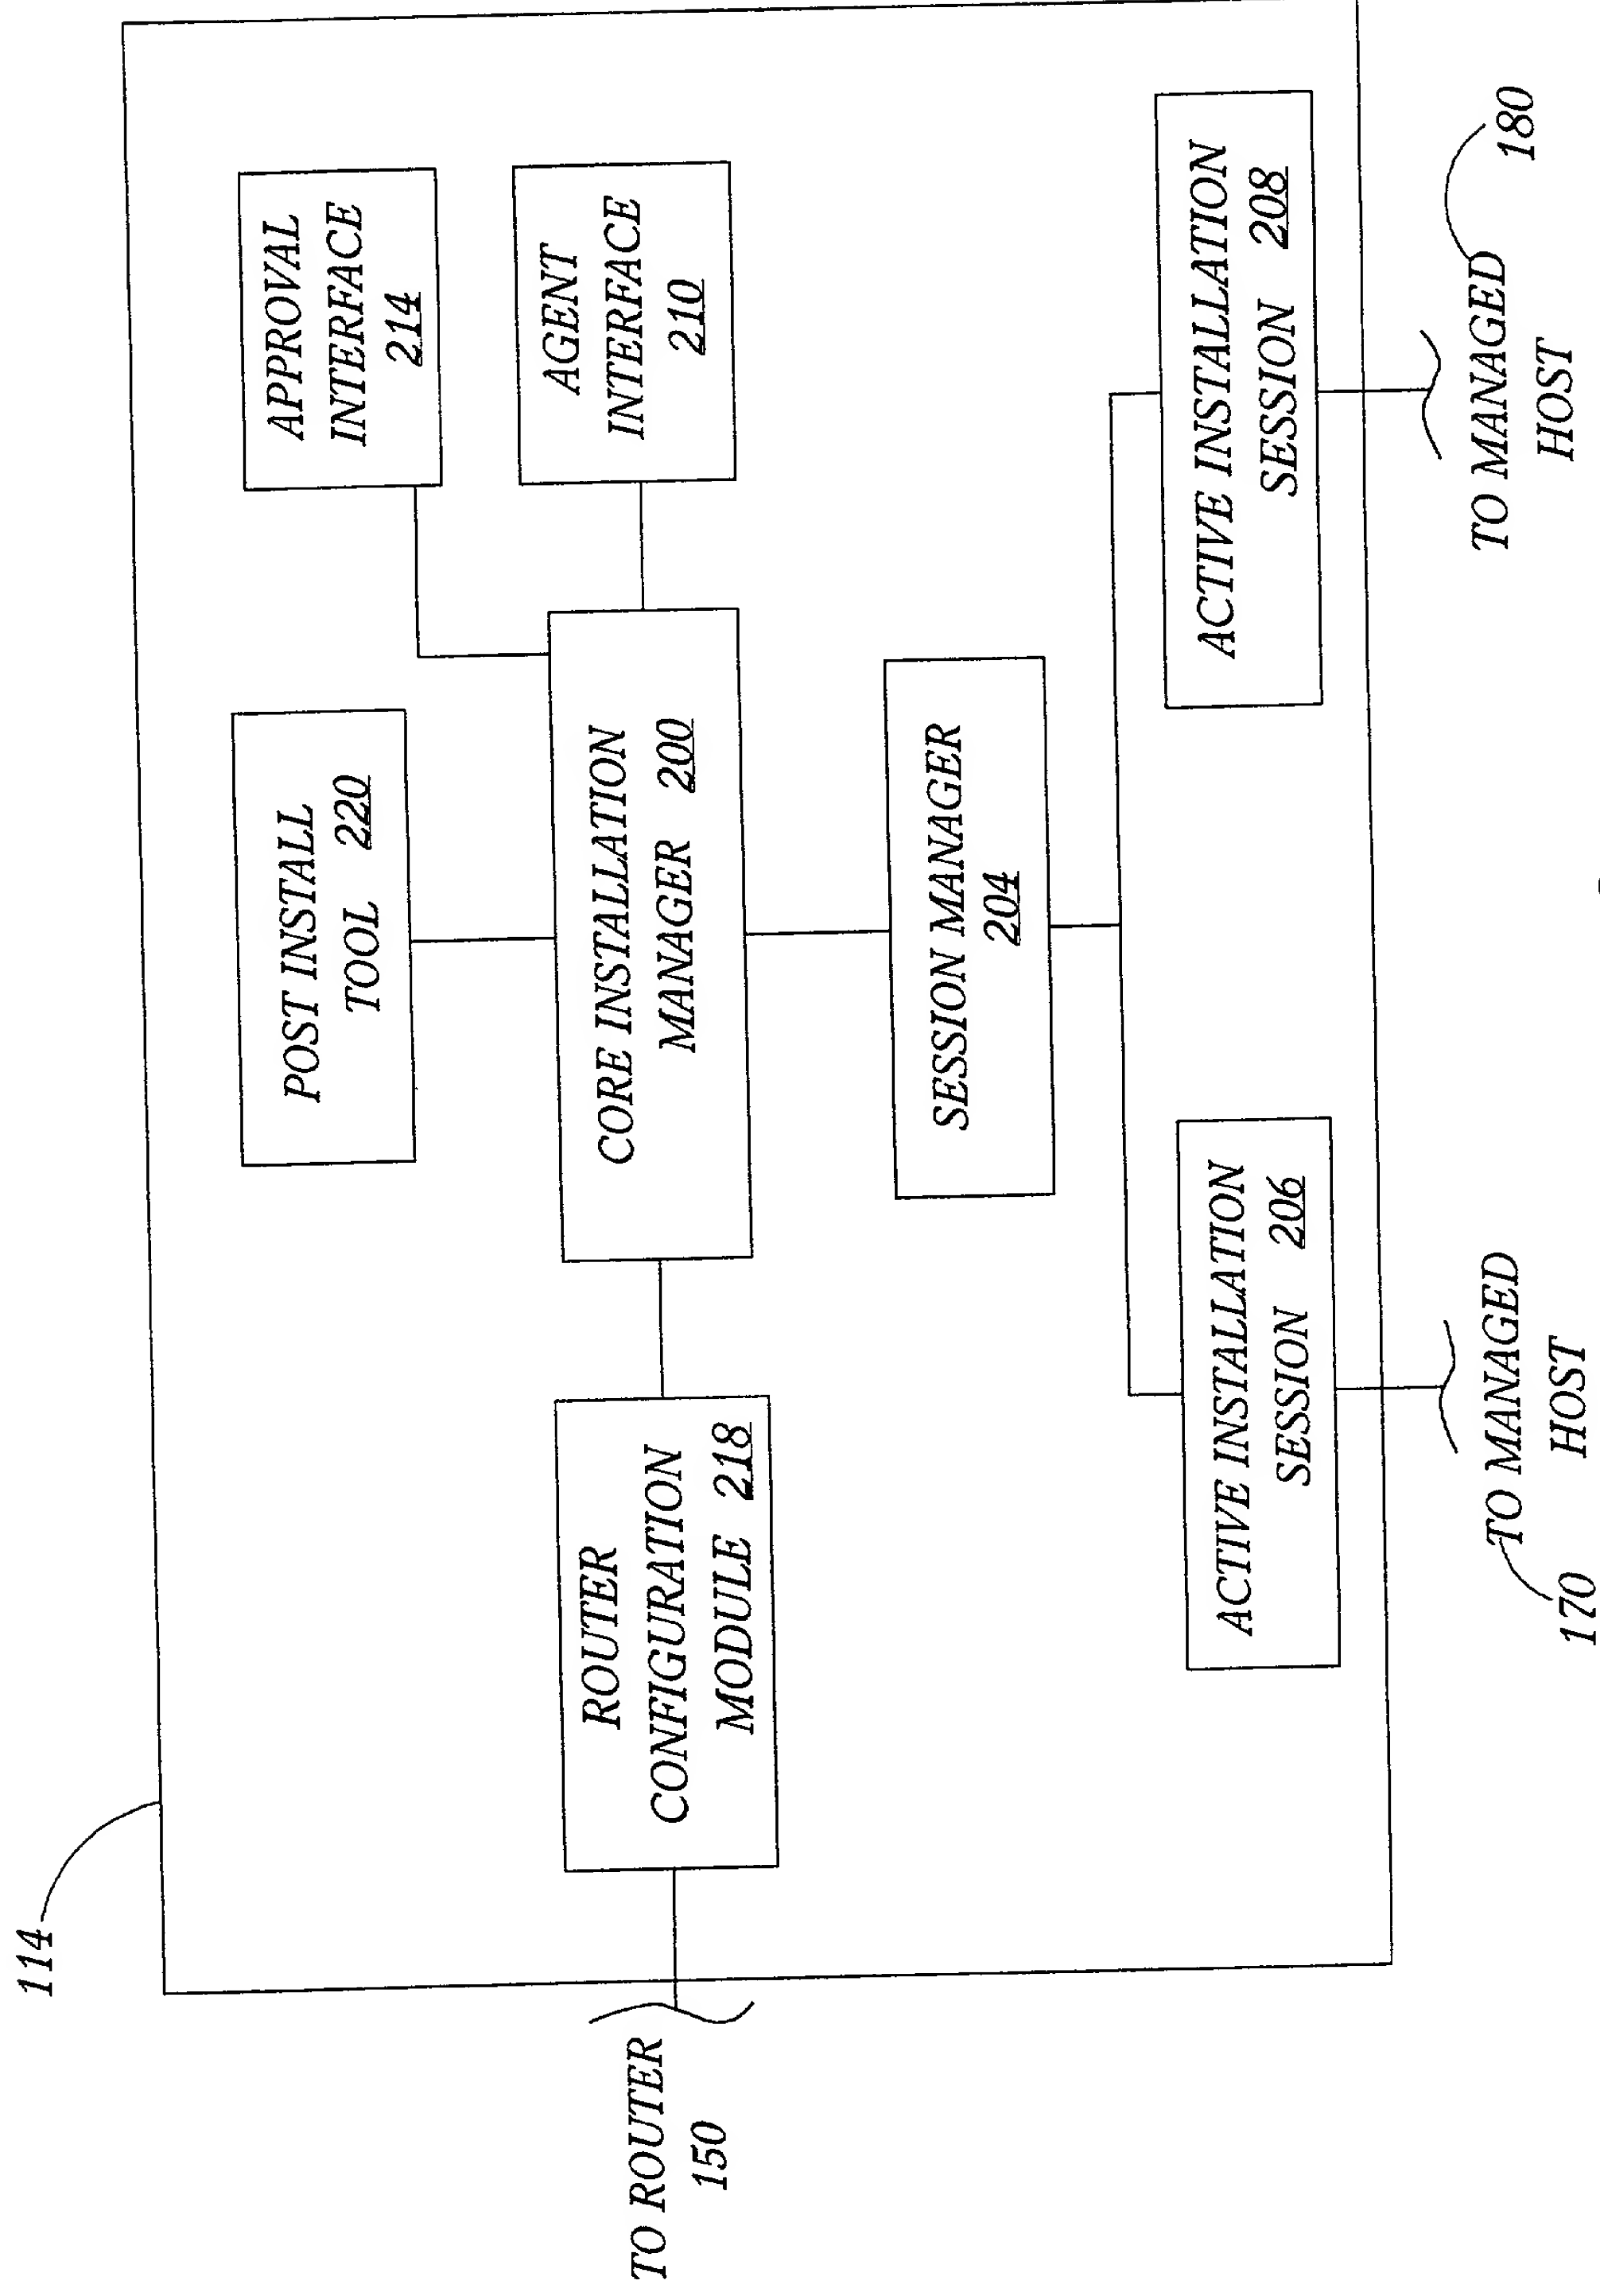 114
POST INSTALL
TOOL 220
APPROVAL
INTERFACE
214
AGENT
INTERFACE
210
ROUTER
CONFIGURATION
MODULE 218
CORE INSTALLATION
MANAGER 200
TO ROUTER
150
SESSION MANAGER
204
ACTIVE INSTALLATION
SESSION 206
ACTIVE INSTALLATION
SESSION 208
170
TO MANAGED
HOST
TO MANAGED
HOST
180